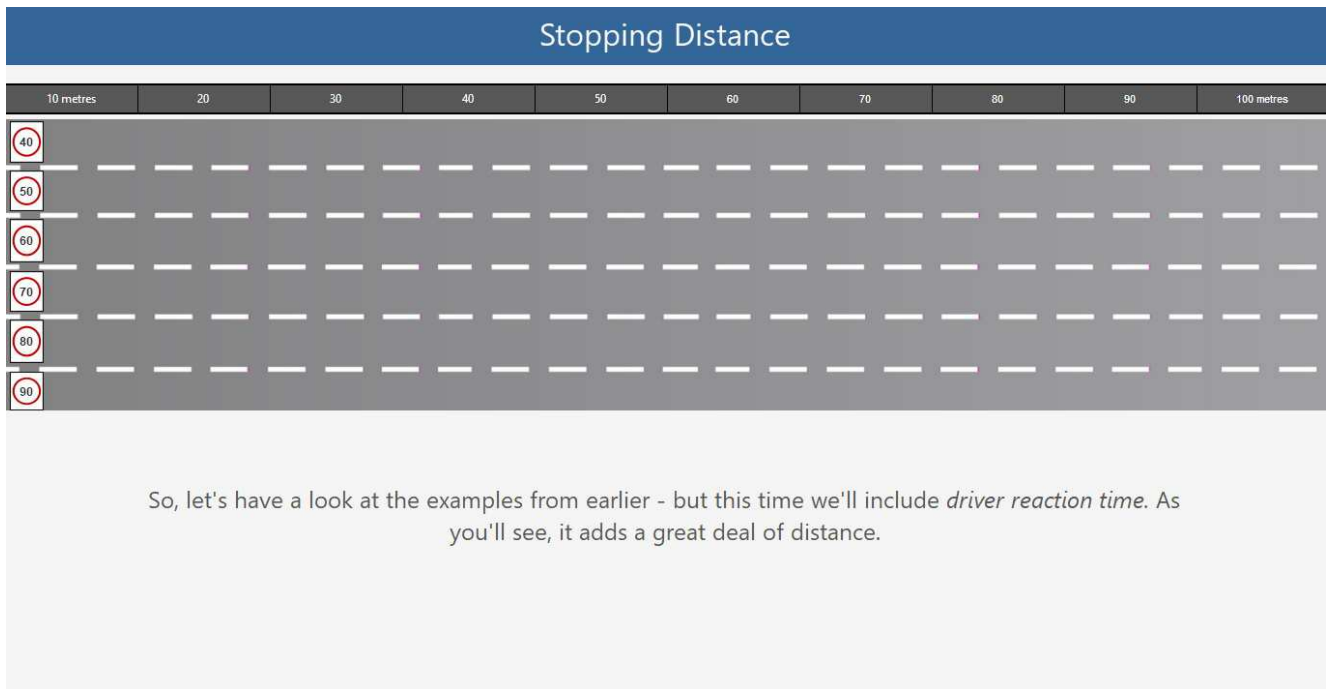 Stopping Distance
10 metres 20 30 40 50 60 70 80 90 100 metres
40
50
60
70
80
90
So, let's have a look at the examples from earlier - but this time we'll include driver reaction time. As
you'll see, it adds a great deal of distance.